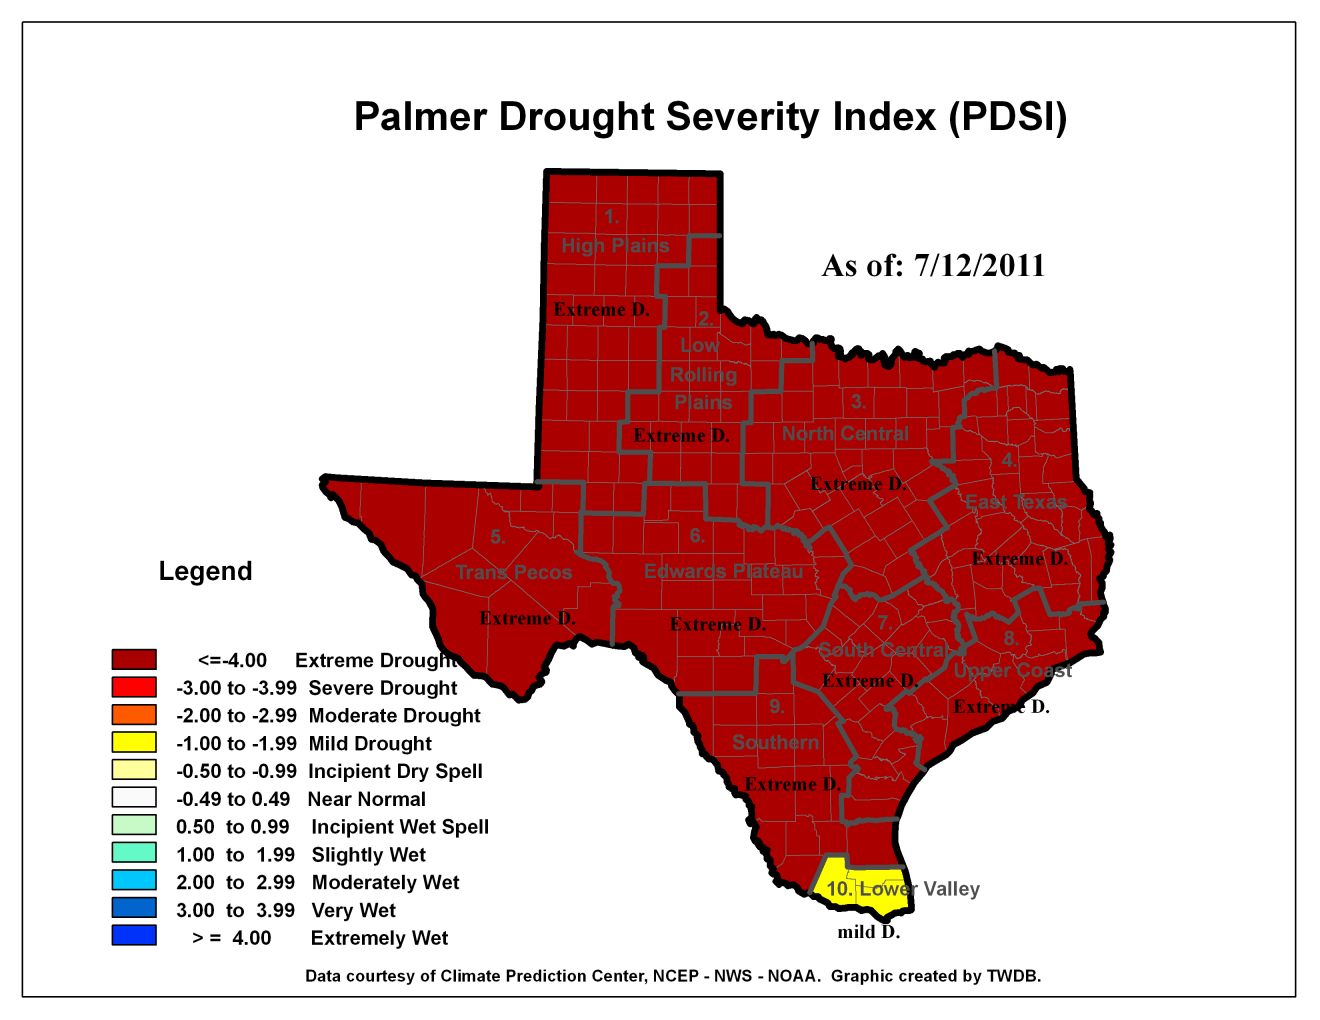 Palmer Drought Severity Index (PDSI)
As of: 7/12/2011
1.
High Plains
Extreme D.
2.
Low
Rolling
Plains
Extreme D.
3.
North Central
Extreme D.
4.
East Texas
Extreme D.
5.
Trans Pecos
Extreme D.
6.
Edwards Plateau
Extreme D.
7.
South Central
Extreme D.
8.
Upper Coast
Extreme D.
9.
Southern
Extreme D.
10. Lower Valley
mild D.
Legend
<=-4.00 Extreme Drought
-3.00 to -3.99 Severe Drought
-2.00 to -2.99 Moderate Drought
-1.00 to -1.99 Mild Drought
-0.50 to -0.99 Incipient Dry Spell
-0.49 to 0.49 Near Normal
0.50 to 0.99 Incipient Wet Spell
1.00 to 1.99 Slightly Wet
2.00 to 2.99 Moderately Wet
3.00 to 3.99 Very Wet
> = 4.00 Extremely Wet
Data courtesy of Climate Prediction Center, NCEP - NWS - NOAA. Graphic created by TWDB.